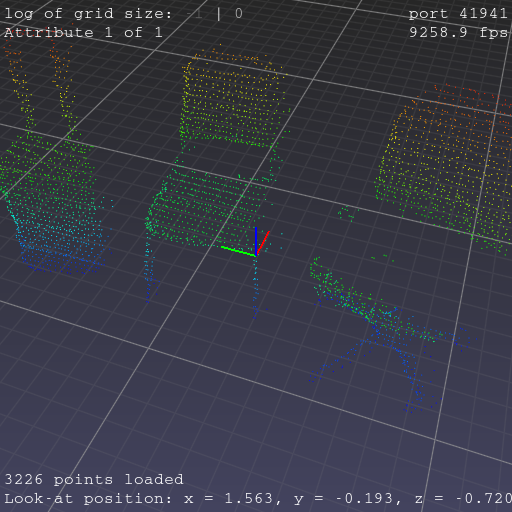 log of grid size: 1 | 0
port 41941
Attribute 1 of 1
9258.9 fps
3226 points loaded
Look-at position: x = 1.563, y = -0.193, z = -0.720